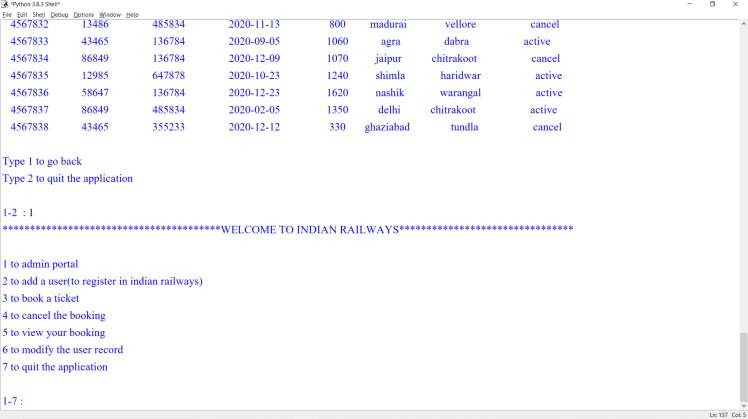 *Python 3.8.3 Shell*
File Edit Shell Debug Options Window Help
4567832 13486 485834 2020-11-13 800 madurai vellore cancel
4567833 43465 136784 2020-09-05 1060 agra dabra active
4567834 86849 136784 2020-12-09 1070 jaipur chitrakoot cancel
4567835 12985 647878 2020-10-23 1240 shimla haridwar active
4567836 58647 136784 2020-12-23 1620 nashik warangal active
4567837 86849 485834 2020-02-05 1350 delhi chitrakoot active
4567838 43465 355233 2020-12-12 330 ghaziabad tundla cancel
Type 1 to go back
Type 2 to quit the application
1-2 : 1
****************************************WELCOME TO INDIAN RAILWAYS********************************
1 to admin portal
2 to add a user(to register in indian railways)
3 to book a ticket
4 to cancel the booking
5 to view your booking
6 to modify the user record
7 to quit the application
1-7 :
Ln: 137 Col: 5